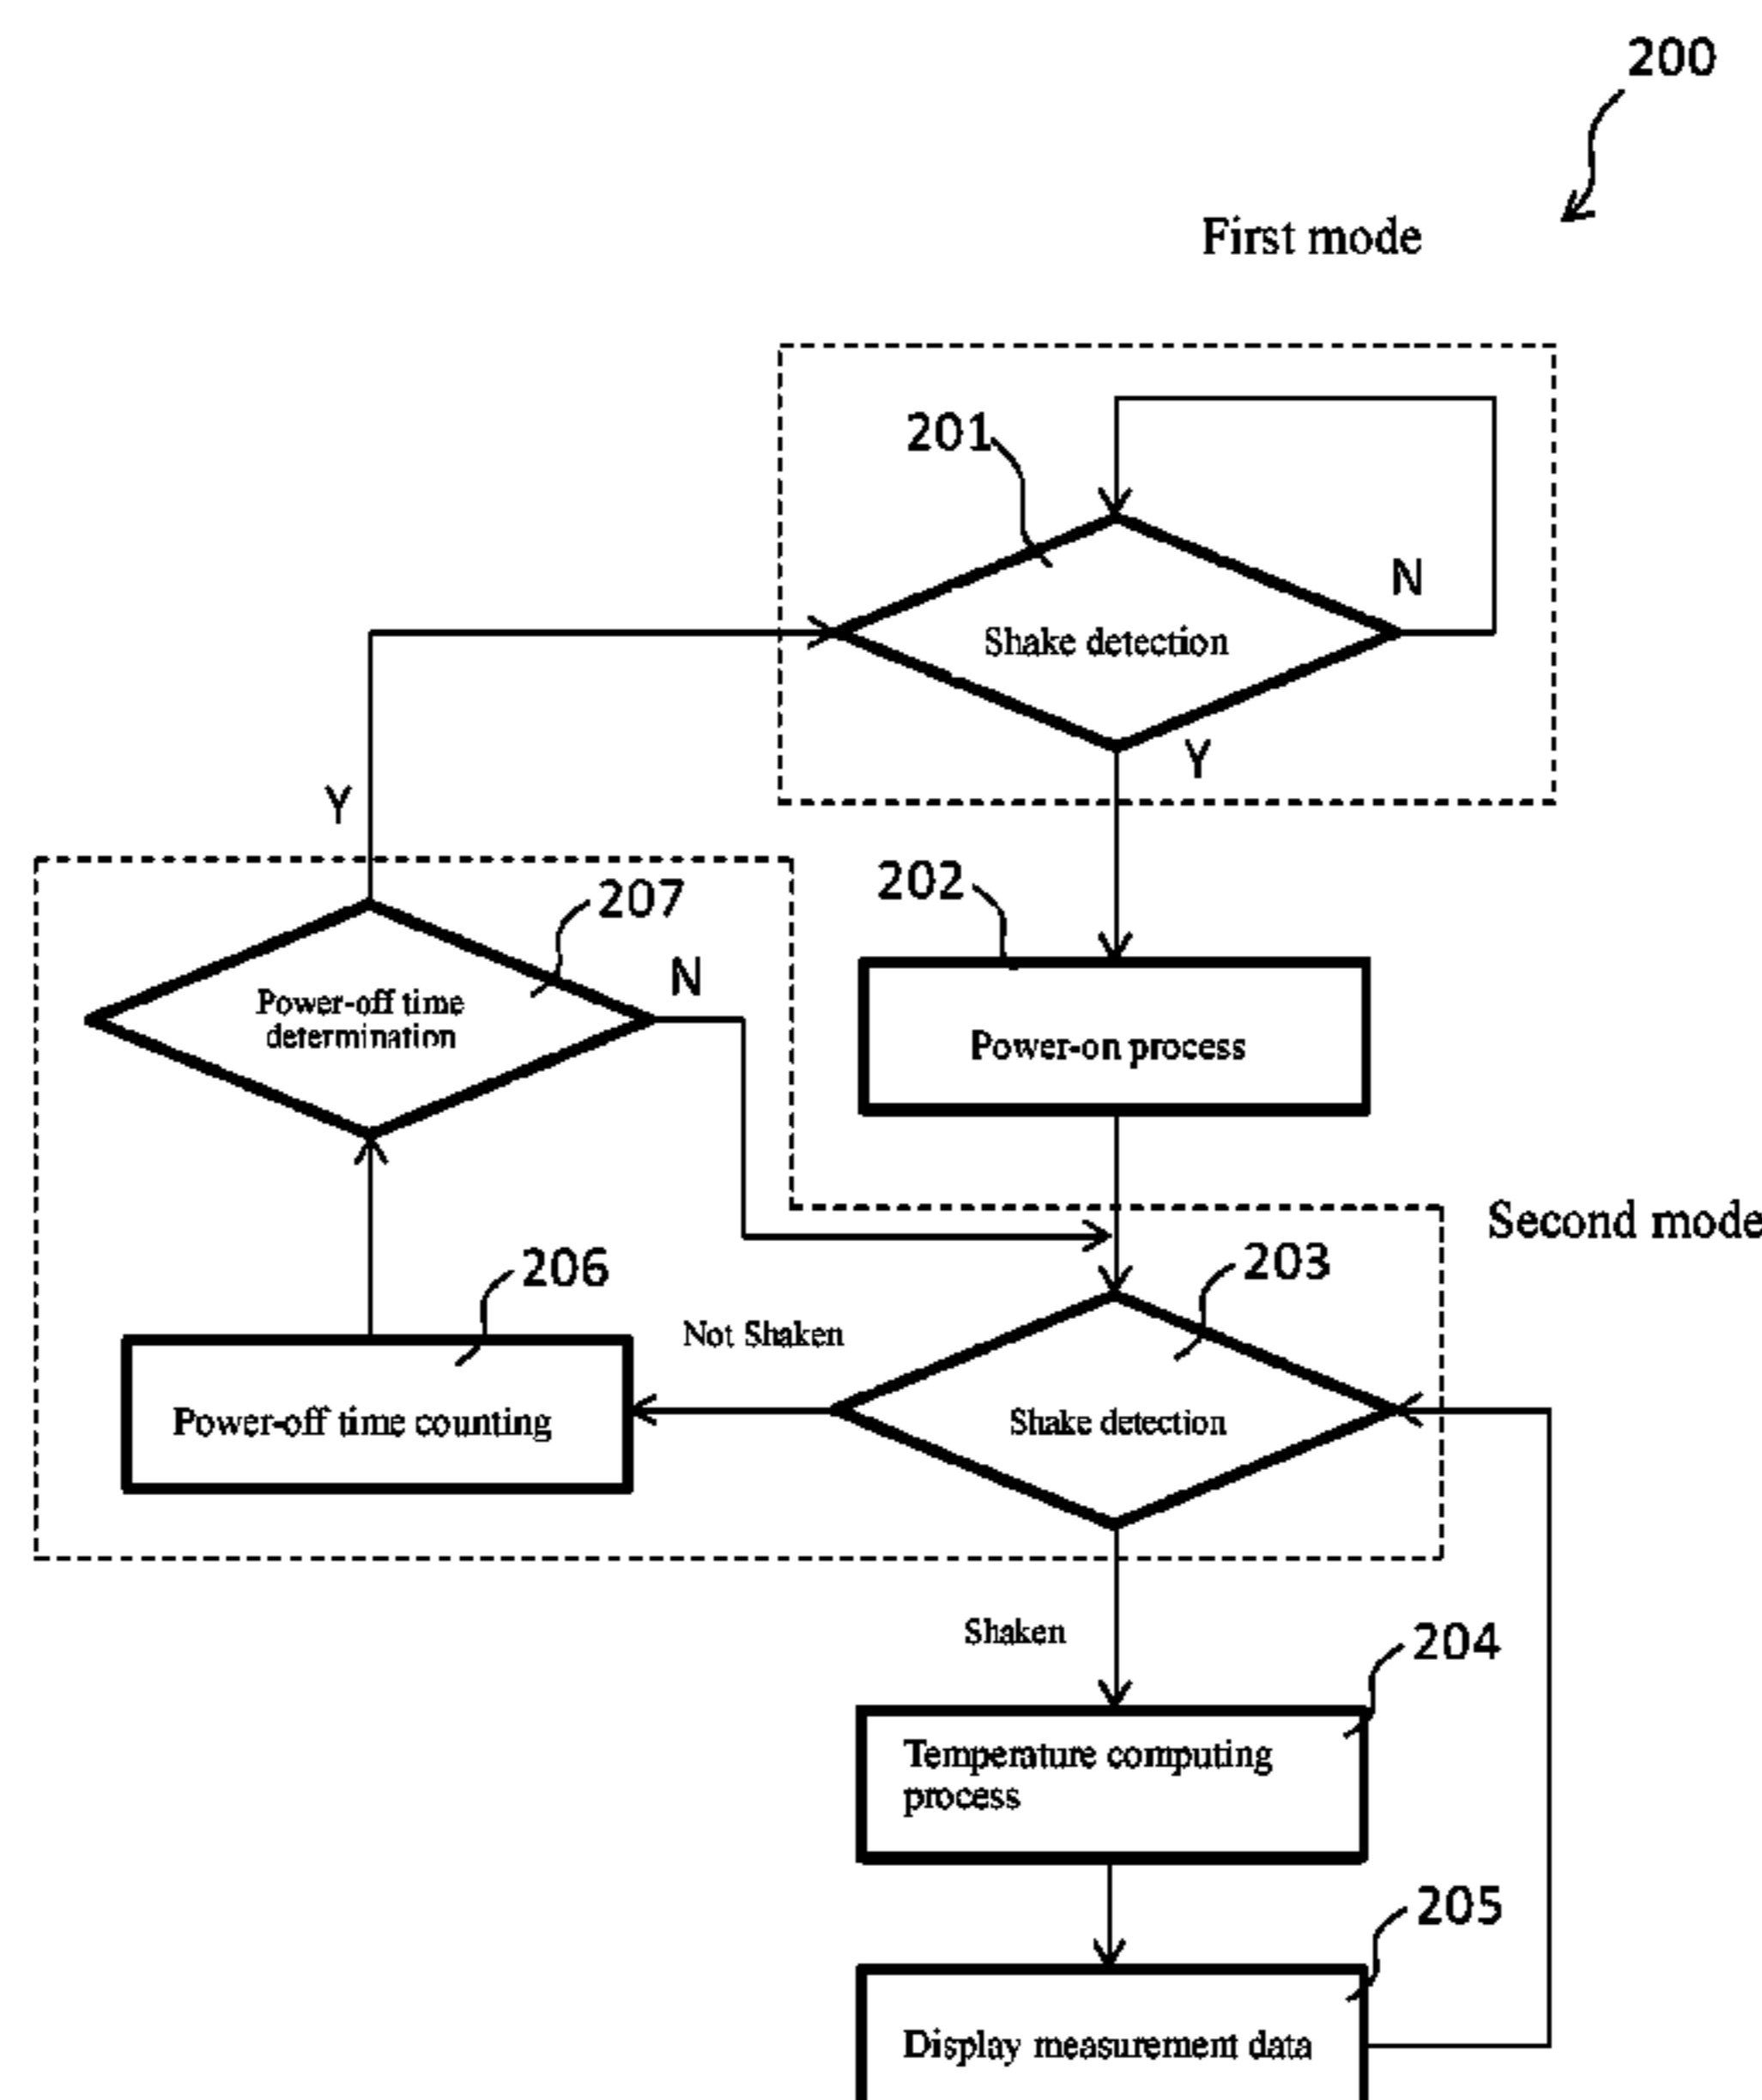 200
First mode
201
N
Shake detection
Y
Y
202
207
N
Power-off time
determination
Power-on process
Second mode
203
206
Not Shaken
Power-off time counting
Shake detection
Shaken
204
Temperature computing
process
205
Display measurement data